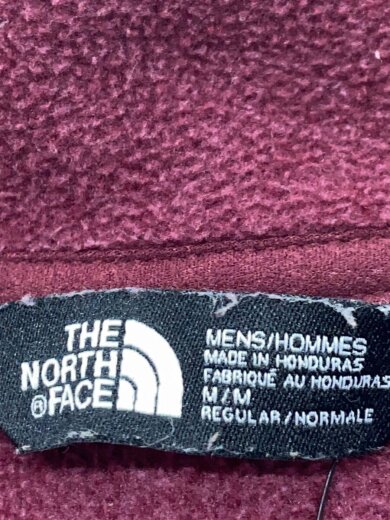 THE
NORTH
®FACE
MENS/HOMMES
MADE IN HONDURAS
FABRIQUÉ AU HONDURAS
M/M
REGULAR/NORMALE